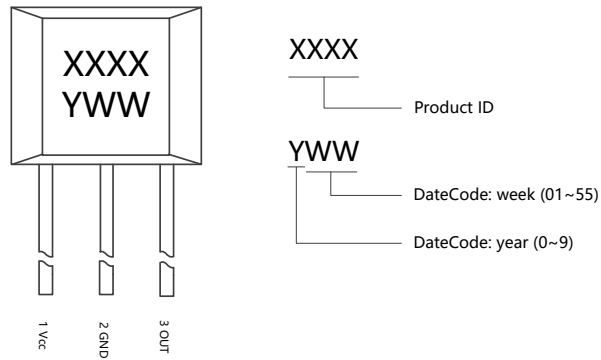 XXXX
YWW
1 Vcc
2 GND
3 OUT
XXXX
Product ID
YWW
DateCode: week (01~55)
DateCode: year (0~9)